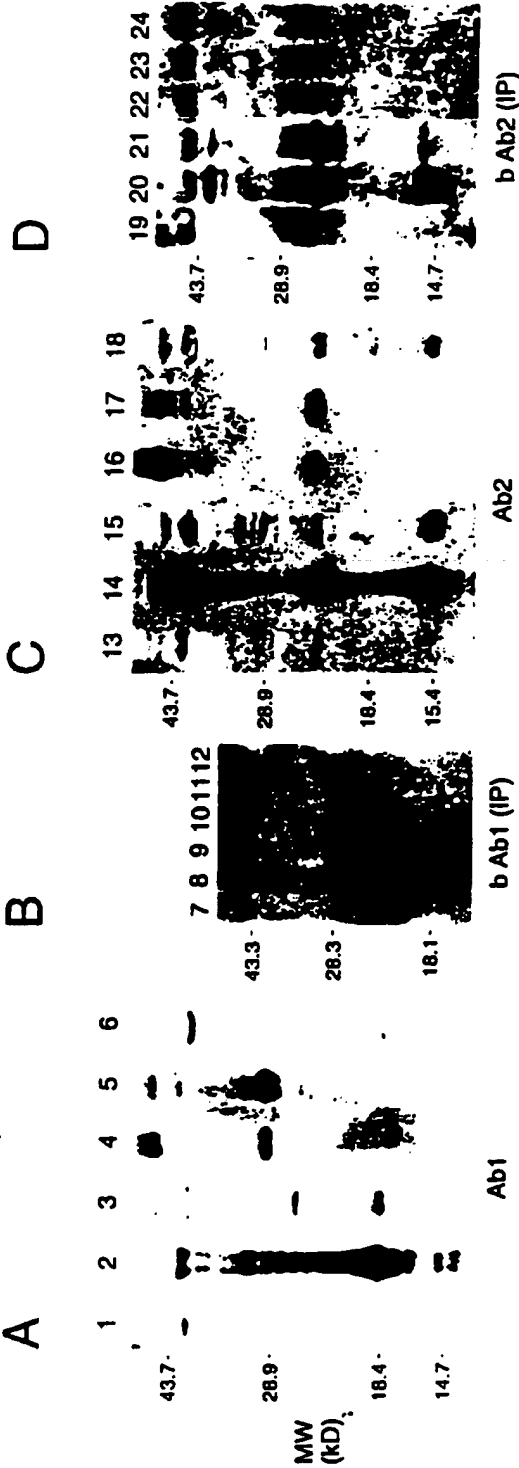 A
1 2 3 4 5 6
43.7 -
28.9 -
MW
(kD)
18.4 -
14.7 -
Ab1
B
7 8 9 10 11 12
43.3 -
28.3 -
18.1 -
b Ab1 (IP)
C
13 14 15 16 17 18
43.7 -
28.9 -
18.4 -
15.4 -
Ab2
D
19 20 21 22 23 24
43.7 -
28.9 -
18.4 -
14.7 -
b Ab2 (IP)